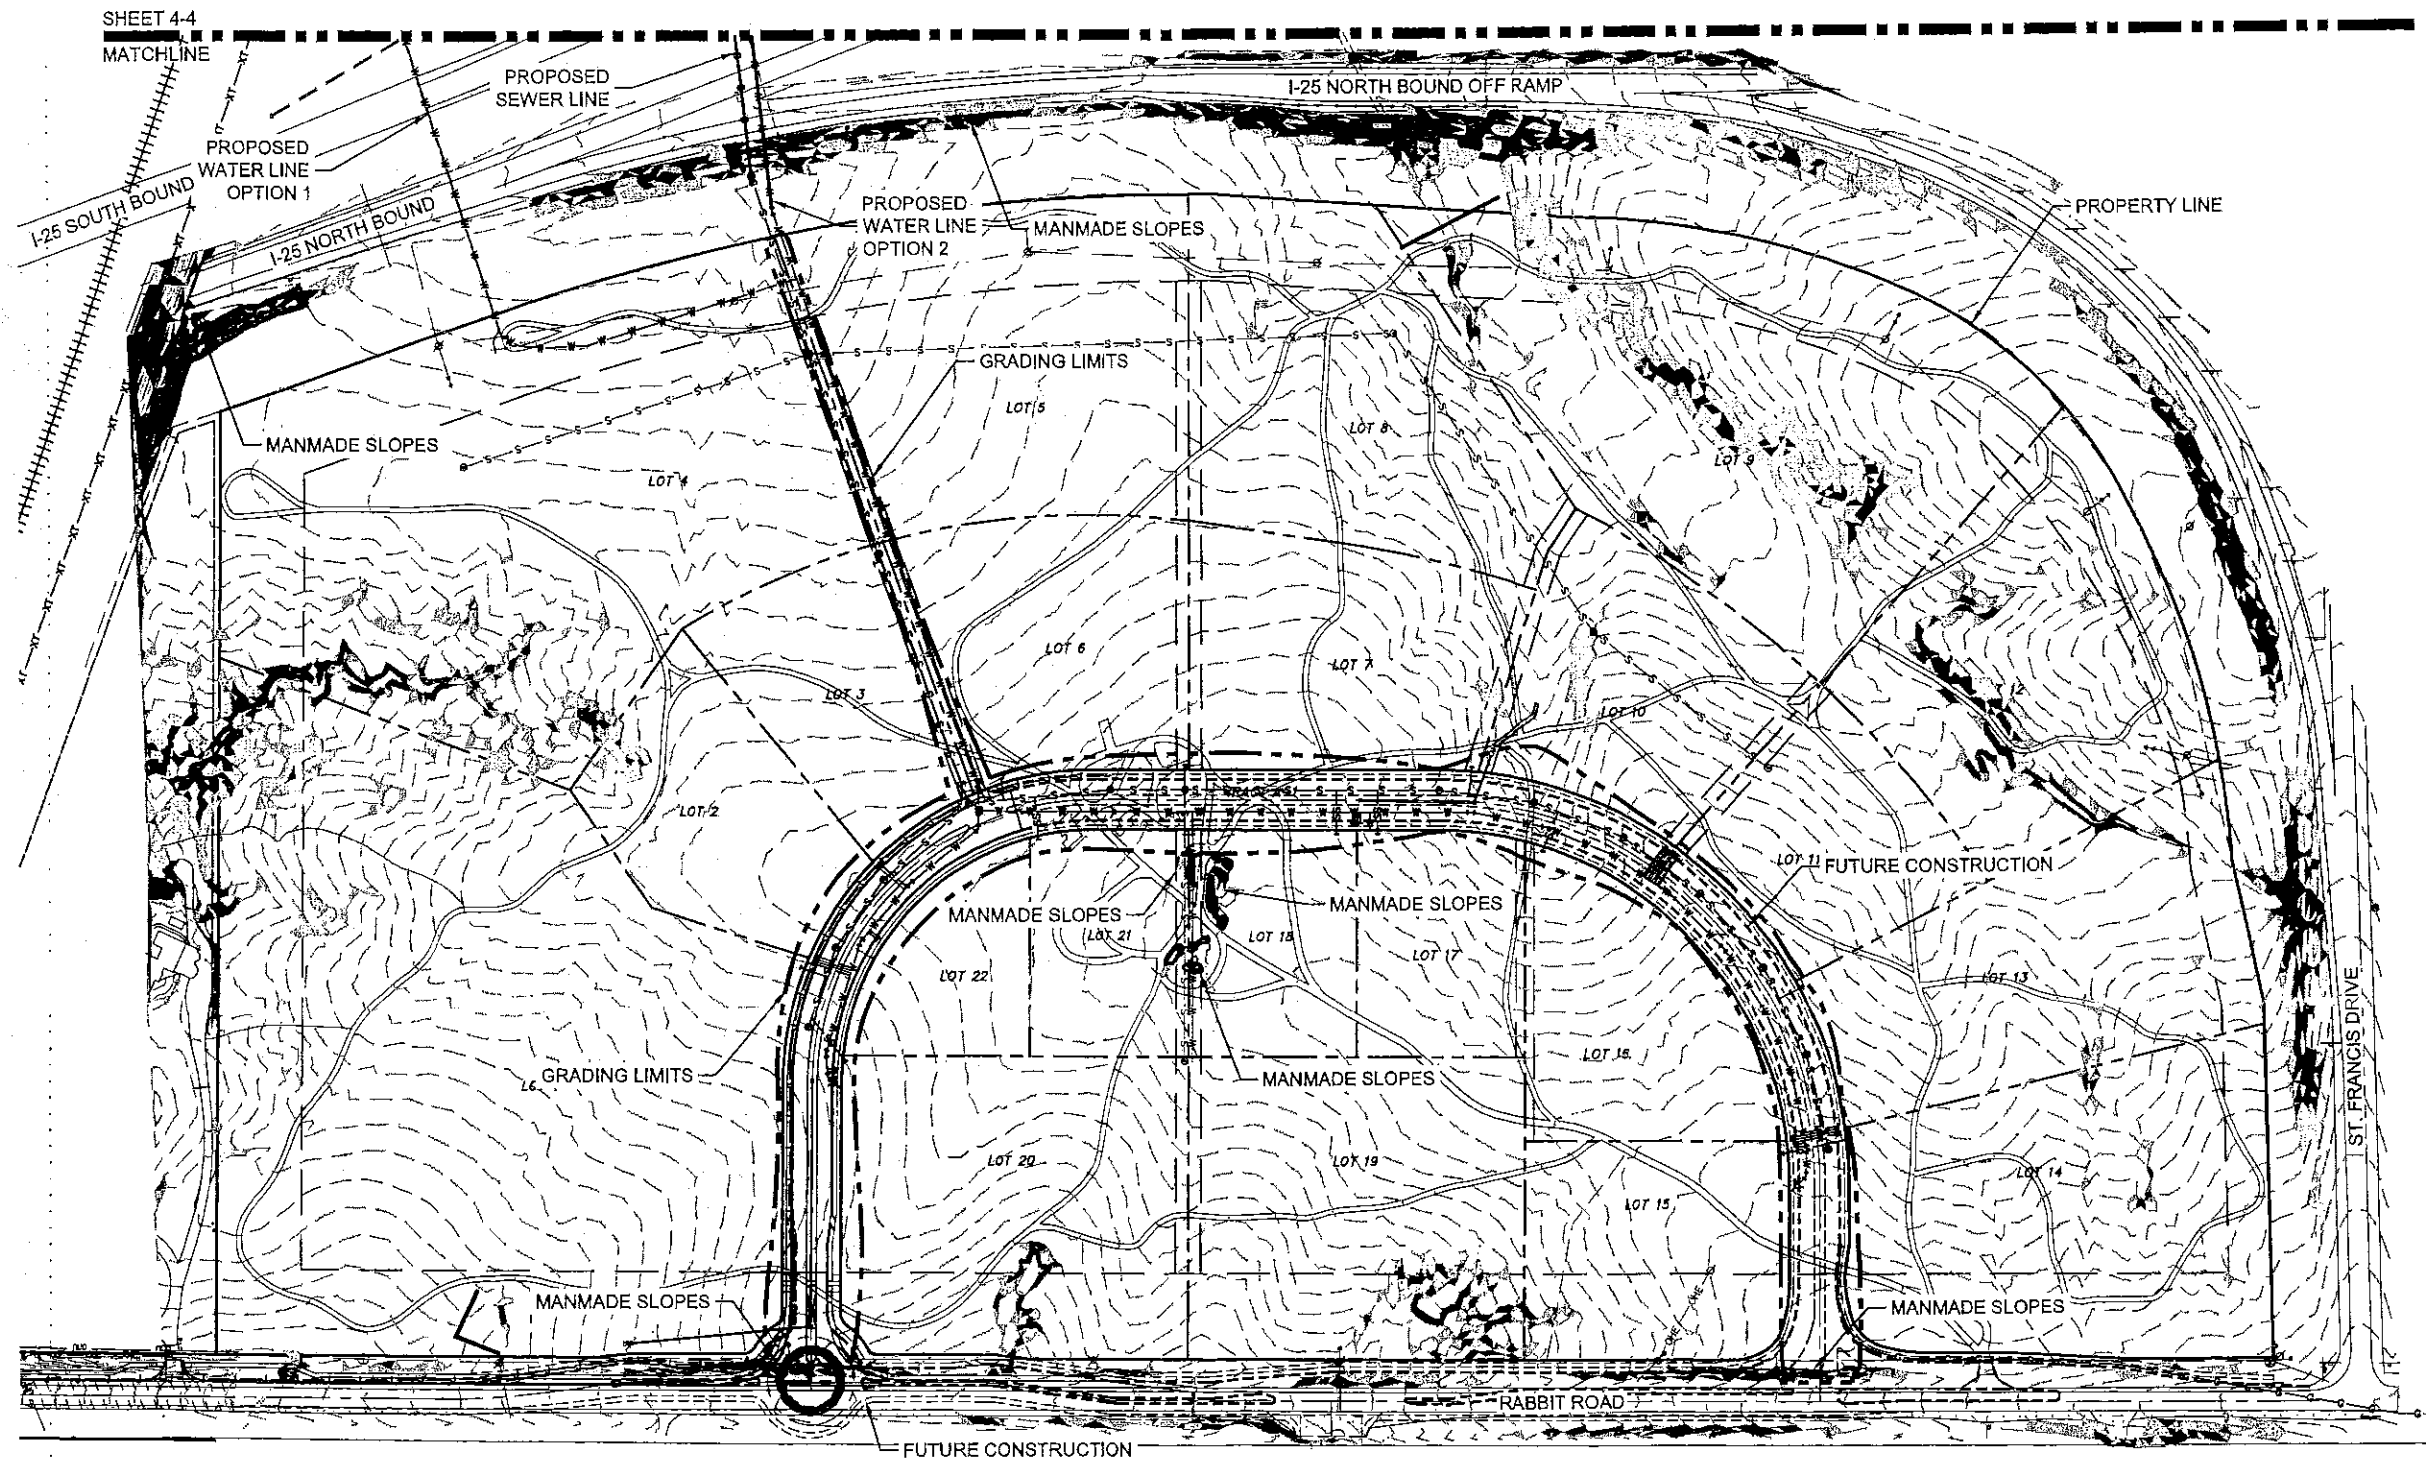 SHEET 4-4
MATCHLINE
PROPOSED
SEWER LINE
I-25 NORTH BOUND OFF RAMP
PROPOSED
WATER LINE
OPTION 1
I-25 SOUTH BOUND
I-25 NORTH BOUND
PROPOSED
WATER LINE
OPTION 2
MANMADE SLOPES
PROPERTY LINE
GRADING LIMITS
LOT 5
LOT 8
MANMADE SLOPES
LOT 9
LOT 4
LOT 6
LOT 7
LOT 3
LOT 10
LOT 2
LOT 11
FUTURE CONSTRUCTION
MANMADE SLOPES
MANMADE SLOPES
LOT 21
LOT 18
LOT 17
LOT 22
LOT 13
ST. FRANCIS DRIVE
LOT 16
GRADING LIMITS
MANMADE SLOPES
LOT 20
LOT 19
LOT 14
LOT 15
MANMADE SLOPES
MANMADE SLOPES
RABBIT ROAD
FUTURE CONSTRUCTION